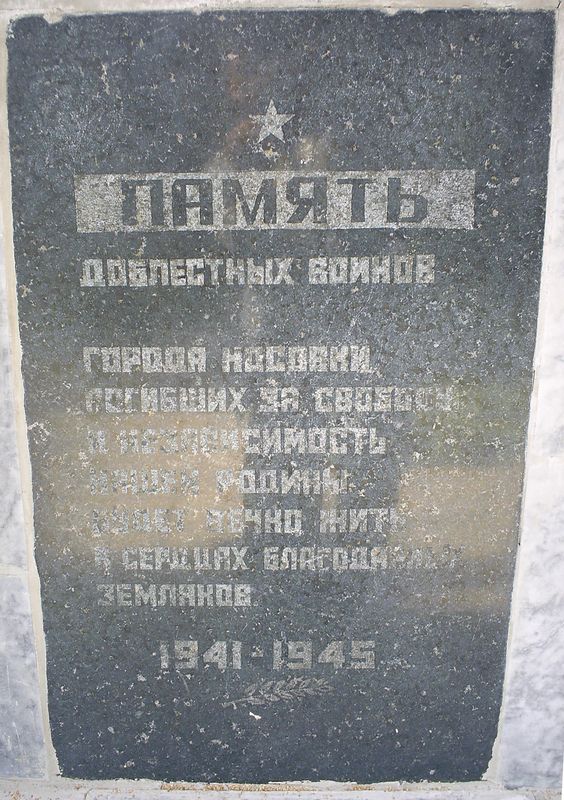 ПАМЯТЬ
ДОБЛЕСТНЫХ ВОИНОВ
ГОРОДА НОСОВКИ,
ПОГИБШИХ ЗА СВОБОДУ
И НЕЗАВИСИМОСТЬ
НАШЕЙ РОДИНЫ
БУДЕТ ВЕЧНО ЖИТЬ
В СЕРДЦАХ БЛАГОДАРНЫХ
ЗЕМЛЯКОВ.
1941-1945